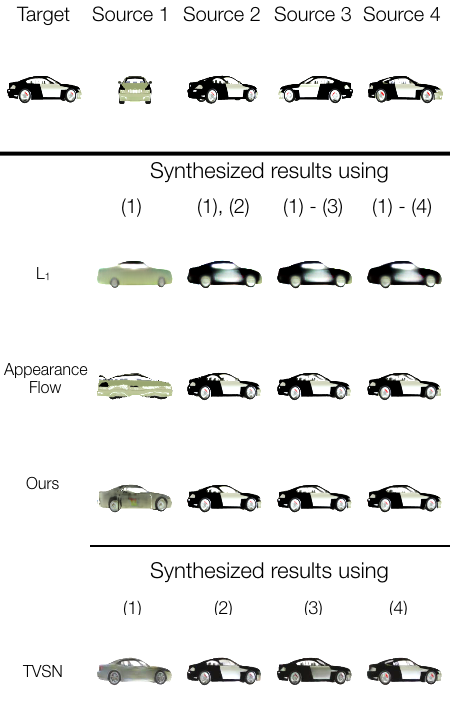 Target Source 1 Source 2 Source 3 Source 4
Synthesized results using
(1) (1), (2) (1) - (3) (1) - (4)
L₁
Appearance
Flow
Ours
Synthesized results using
(1) (2) (3) (4)
TVSN